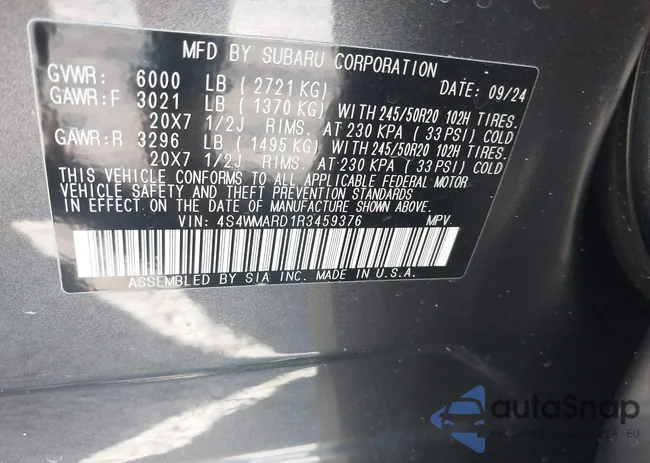 MFD BY SUBARU CORPORATION
GVWR: 6000 LB ( 2721 KG) DATE: 09/24
GAWR:F 3021 LB ( 1370 KG) WITH 245/50R20 102H TIRES.
20X7 1/2J RIMS. AT 230 KPA ( 33 PSI) COLD
GAWR:R 3296 LB ( 1495 KG) WITH 245/50R20 102H TIRES.
20X7 1/2J RIMS. AT 230 KPA ( 33 PSI) COLD
THIS VEHICLE CONFORMS TO ALL APPLICABLE FEDERAL MOTOR
VEHICLE SAFETY AND THEFT PREVENTION STANDARDS
IN EFFECT ON THE DATE OF MANUFACTURE SHOWN ABOVE.
VIN: 4S4WMARD1R3459376 MPV.
ASSEMBLED BY SIA INC. MADE IN U.S.A.
autoSnap